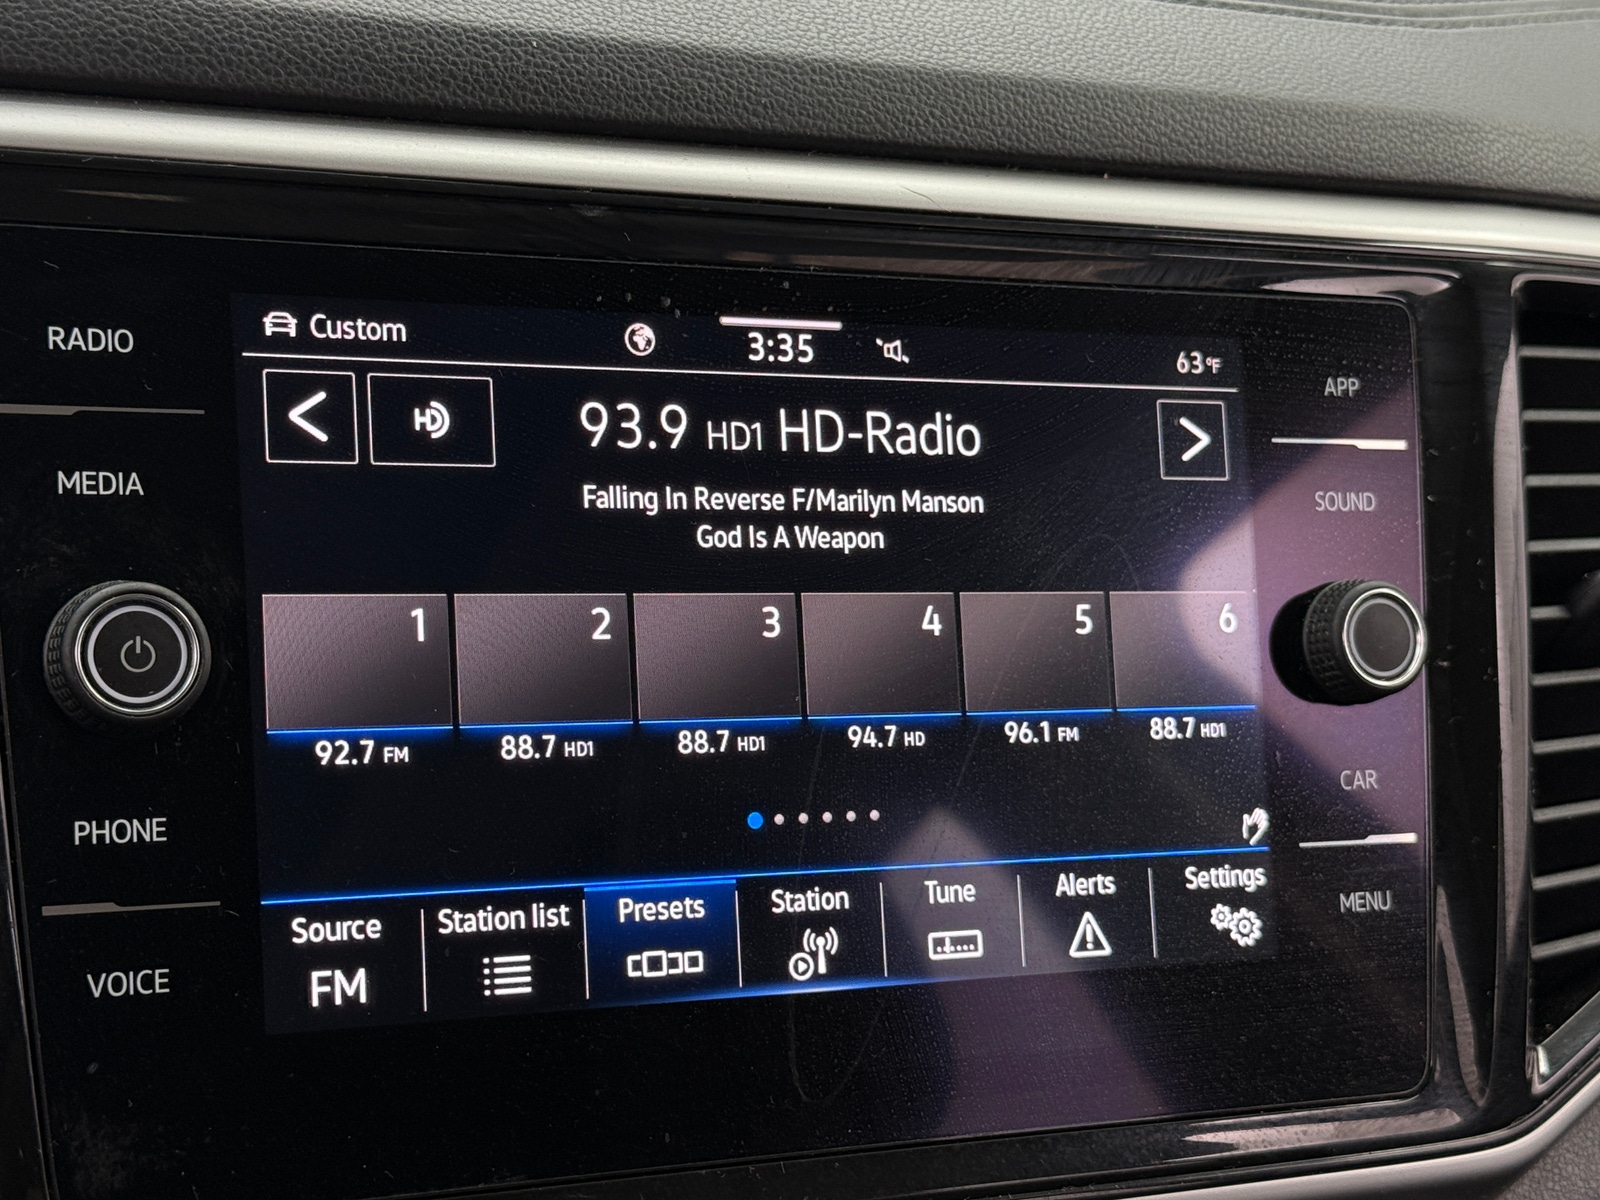 RADIO
MEDIA
PHONE
VOICE
Custom
3:35
63°F
HD
93.9 HD1 HD-Radio
Falling In Reverse F/Marilyn Manson
God Is A Weapon
1
2
3
4
5
6
92.7 FM
88.7 HD1
88.7 HD1
94.7 HD
96.1 FM
88.7 HD1
Source
FM
Station list
Presets
Station
Tune
Alerts
Settings
APP
SOUND
CAR
MENU